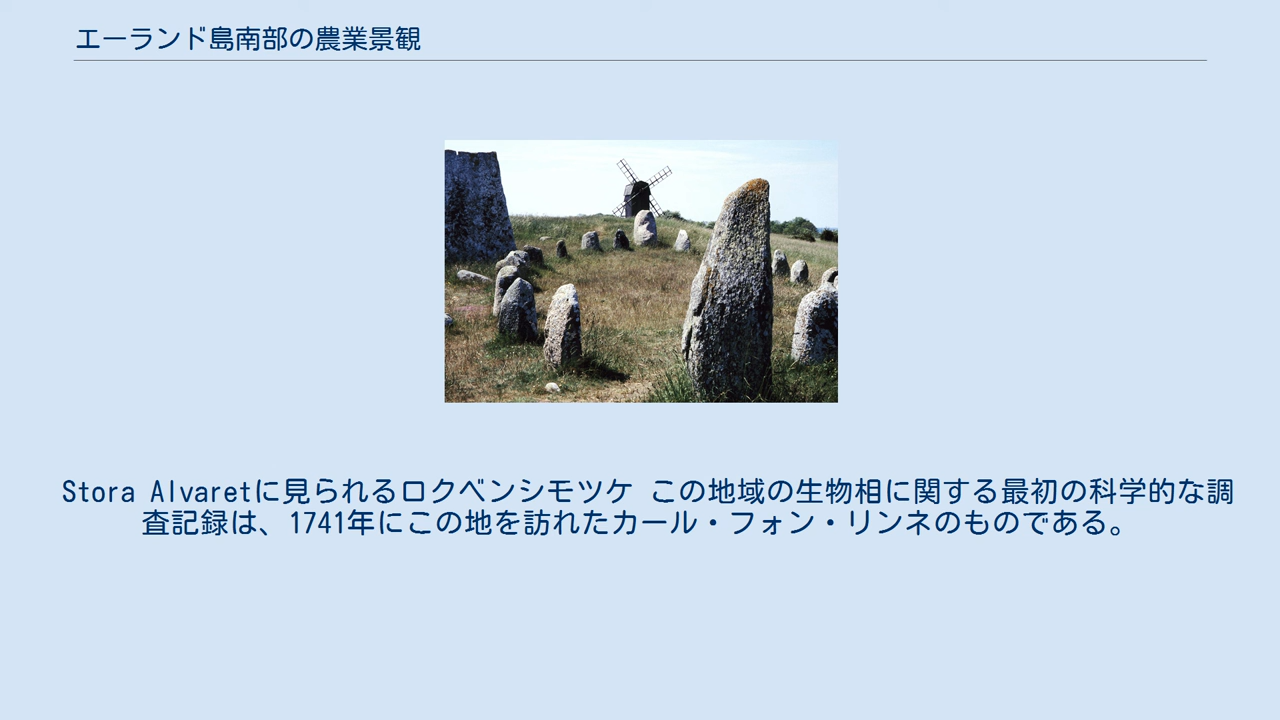 エーランド島南部の農業景観
Stora Alvaretに見られるロクベンシモツケ この地域の生物相に関する最初の科学的な調
査記録は、1741年にこの地を訪れたカール・フォン・リンネのものである。